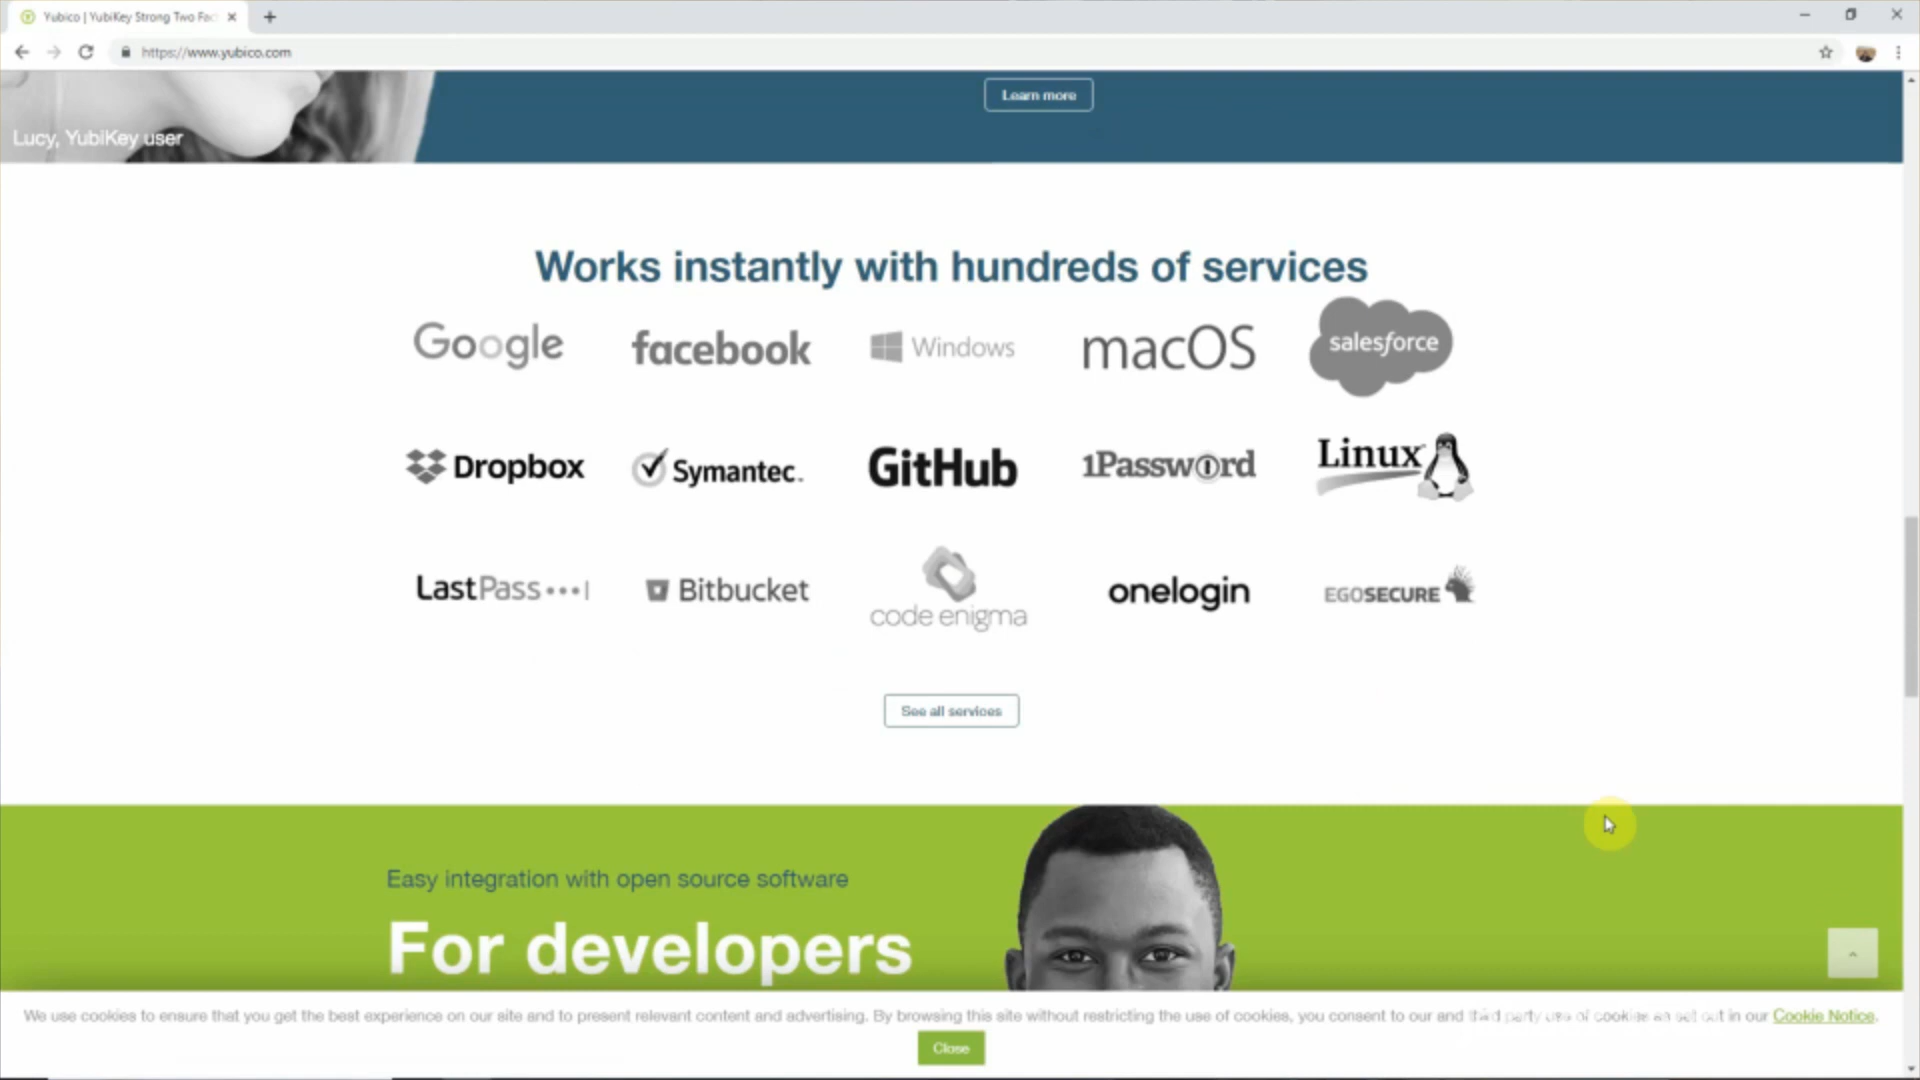 Yubico | YubiKey Strong Two Fac
https://www.yubico.com
Learn more
Lucy, YubiKey user
Works instantly with hundreds of services
Google facebook Windows macOS salesforce
Dropbox Symantec. GitHub 1Password Linux
LastPass •••| Bitbucket code enigma onelogin EGOSECURE
See all services
Easy integration with open source software
For developers
We use cookies to ensure that you get the best experience on our site and to present relevant content and advertising. By browsing this site without restricting the use of cookies, you consent to our and third party use of cookies as set out in our Cookie Notice.
Close